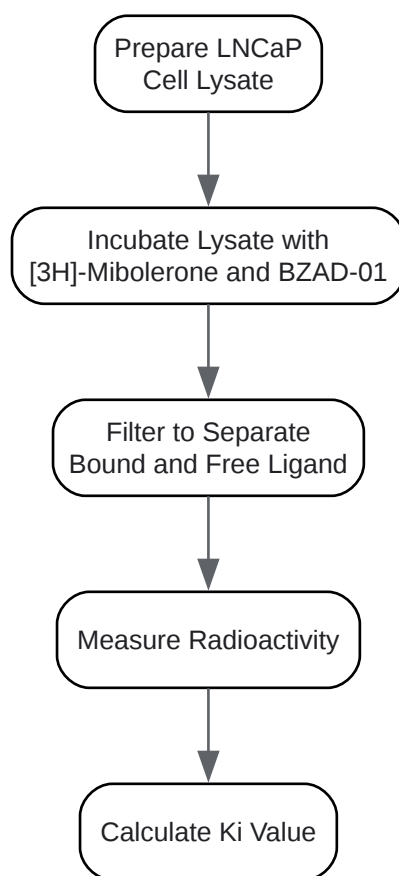 Prepare LNCaP
Cell Lysate
Incubate Lysate with
[3H]-Mibolerone and BZAD-01
Filter to Separate
Bound and Free Ligand
Measure Radioactivity
Calculate Ki Value